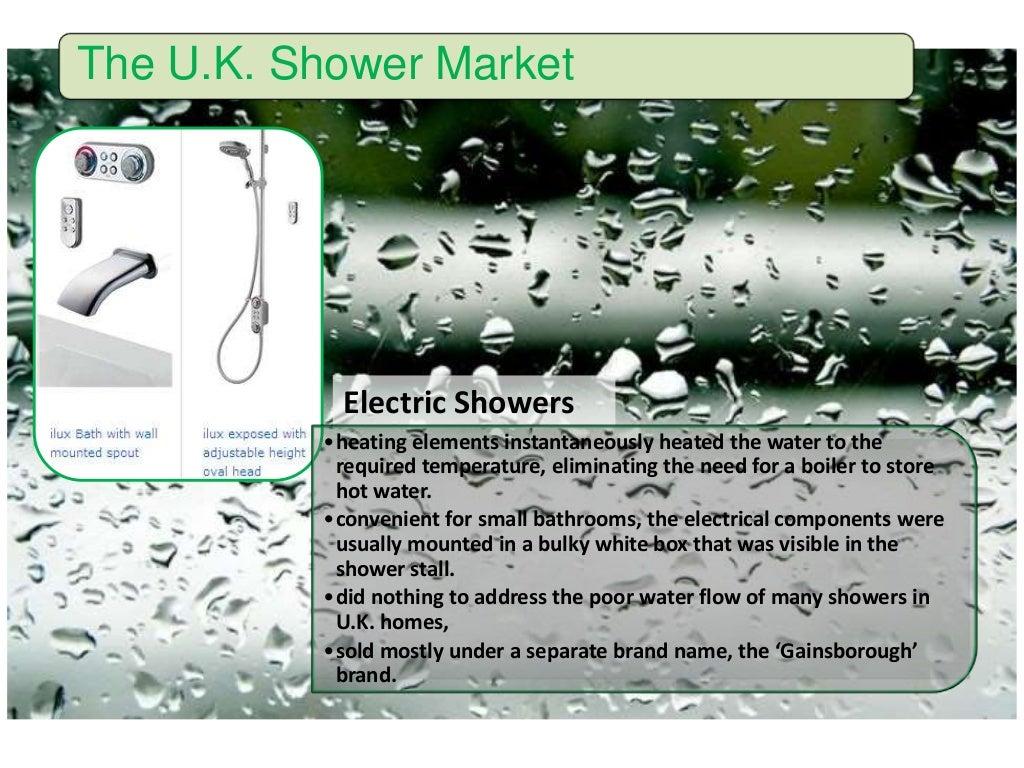 The U.K. Shower Market
ilux Bath with wall
mounted spout
ilux exposed with
adjustable height
oval head
Electric Showers
•heating elements instantaneously heated the water to the
required temperature, eliminating the need for a boiler to store
hot water.
•convenient for small bathrooms, the electrical components were
usually mounted in a bulky white box that was visible in the
shower stall.
•did nothing to address the poor water flow of many showers in
U.K. homes,
•sold mostly under a separate brand name, the ‘Gainsborough’
brand.